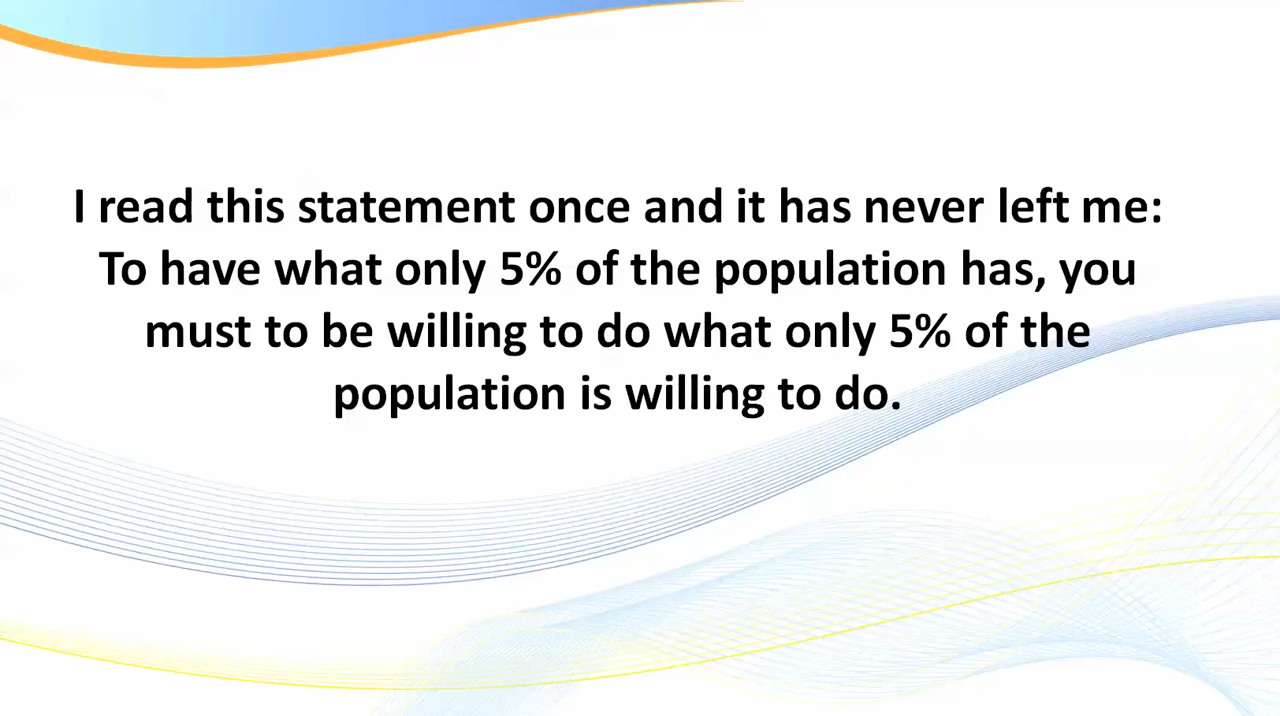 I read this statement once and it has never left me:
To have what only 5% of the population has, you
must to be willing to do what only 5% of the
population is willing to do.